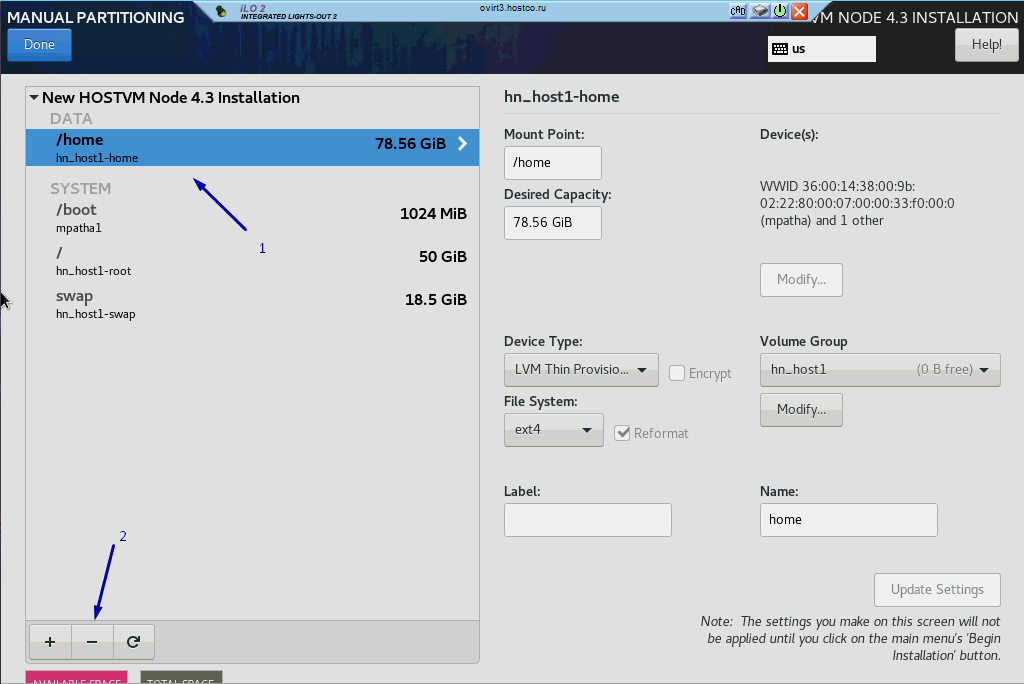 MANUAL PARTITIONING
iLO 2
INTEGRATED LIGHTS-OUT 2
ovirt3.hostco.ru
CAD
VM NODE 4.3 INSTALLATION
Done
us
Help!
New HOSTVM Node 4.3 Installation
DATA
/home
78.56 GiB
hn_host1-home
SYSTEM
/boot
1024 MiB
mpatha1
/
50 GiB
hn_host1-root
swap
18.5 GiB
hn_host1-swap
1
2
+ −
AVAILABLE SPACE
TOTAL SPACE
hn_host1-home
Mount Point:
/home
Desired Capacity:
78.56 GiB
Device(s):
WWID 36:00:14:38:00:9b:
02:22:80:00:07:00:00:33:f0:00:0
(mpatha) and 1 other
Modify...
Device Type:
LVM Thin Provisio...
Encrypt
Volume Group
hn_host1 (0 B free)
Modify...
File System:
ext4
Reformat
Label:
Name:
home
Update Settings
Note: The settings you make on this screen will not
be applied until you click on the main menu's 'Begin
Installation' button.